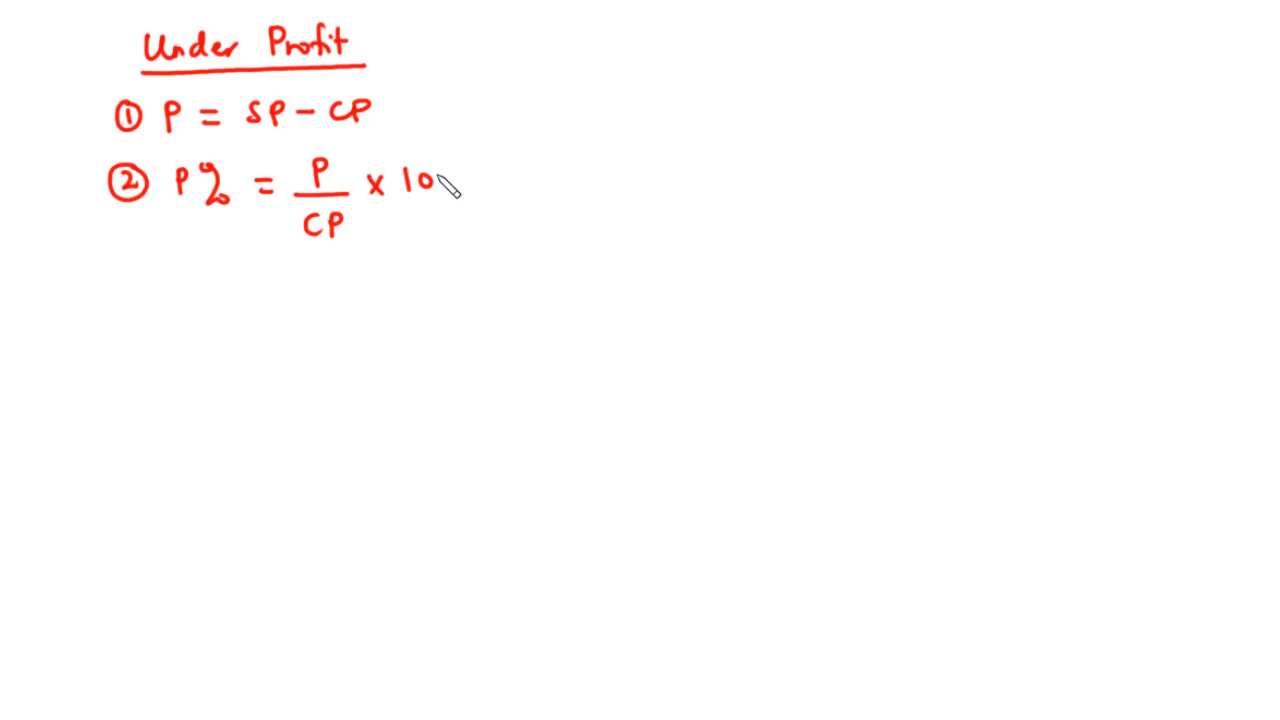 Under Profit
① P = SP - CP
② P% = P/CP × 10